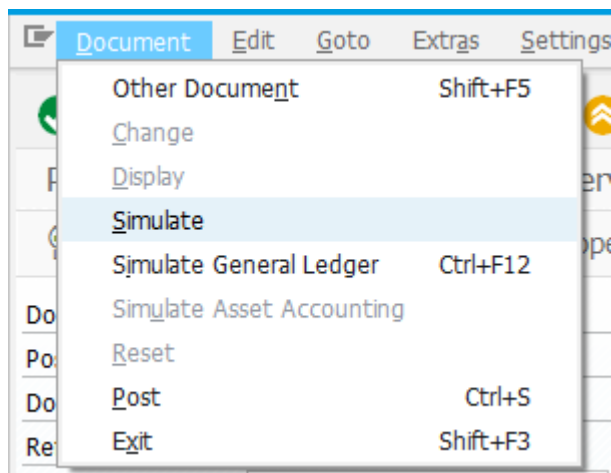 Document Edit Goto Extras Settings
Other Document Shift+F5
Change
Display
Simulate
Simulate General Ledger Ctrl+F12
Simulate Asset Accounting
Reset
Post Ctrl+S
Exit Shift+F3